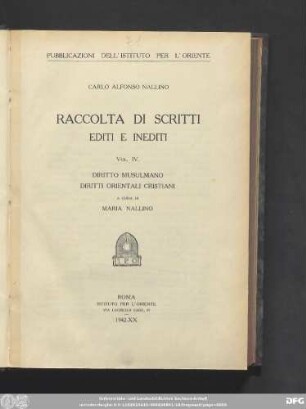 PUBBLICAZIONI DELL'ISTITUTO PER L'ORIENTE
CARLO ALFONSO NALLINO
RACCOLTA DI SCRITTI
EDITI E INEDITI
VOL. IV.
DIRITTO MUSULMANO
DIRITTI ORIENTALI CRISTIANI
a cura di
MARIA NALLINO
ROMA
ISTITUTO PER L'ORIENTE
1942-XX
DFG